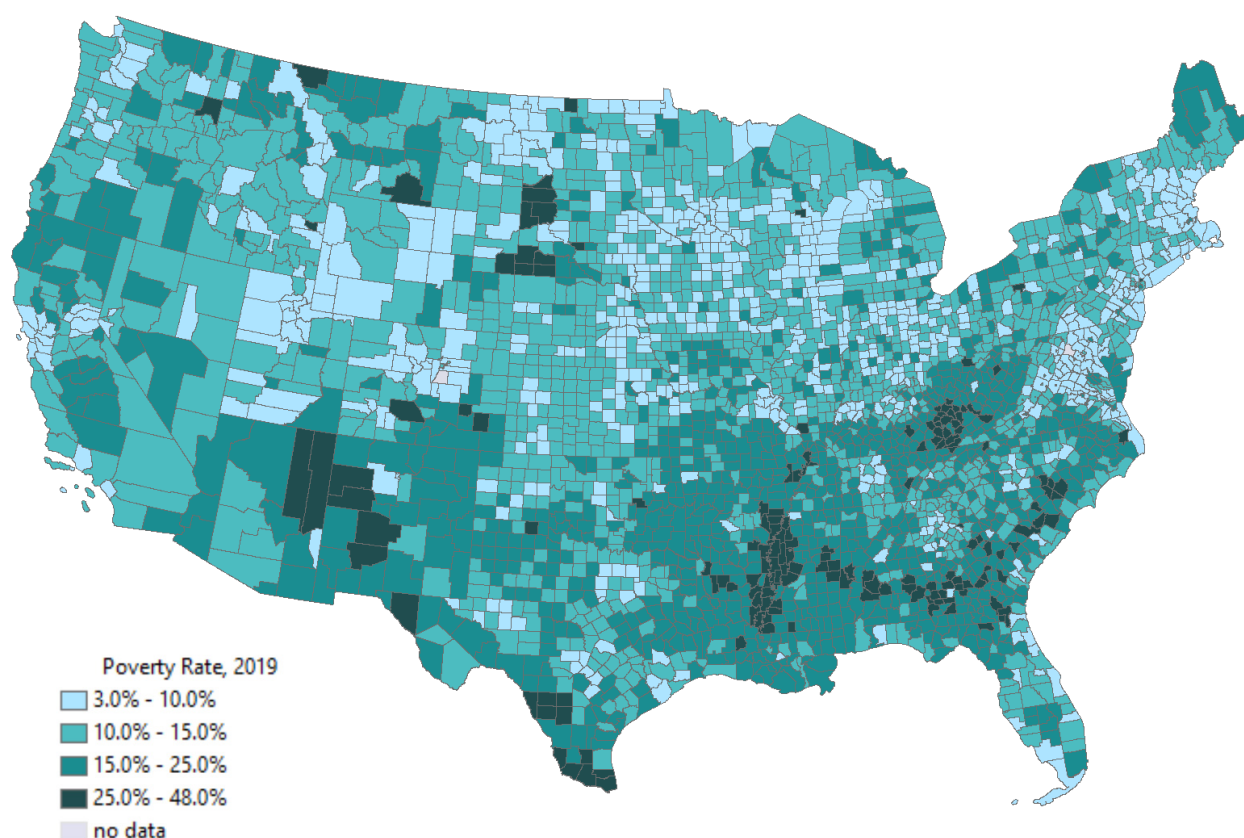 Poverty Rate, 2019
3.0% - 10.0%
10.0% - 15.0%
15.0% - 25.0%
25.0% - 48.0%
no data